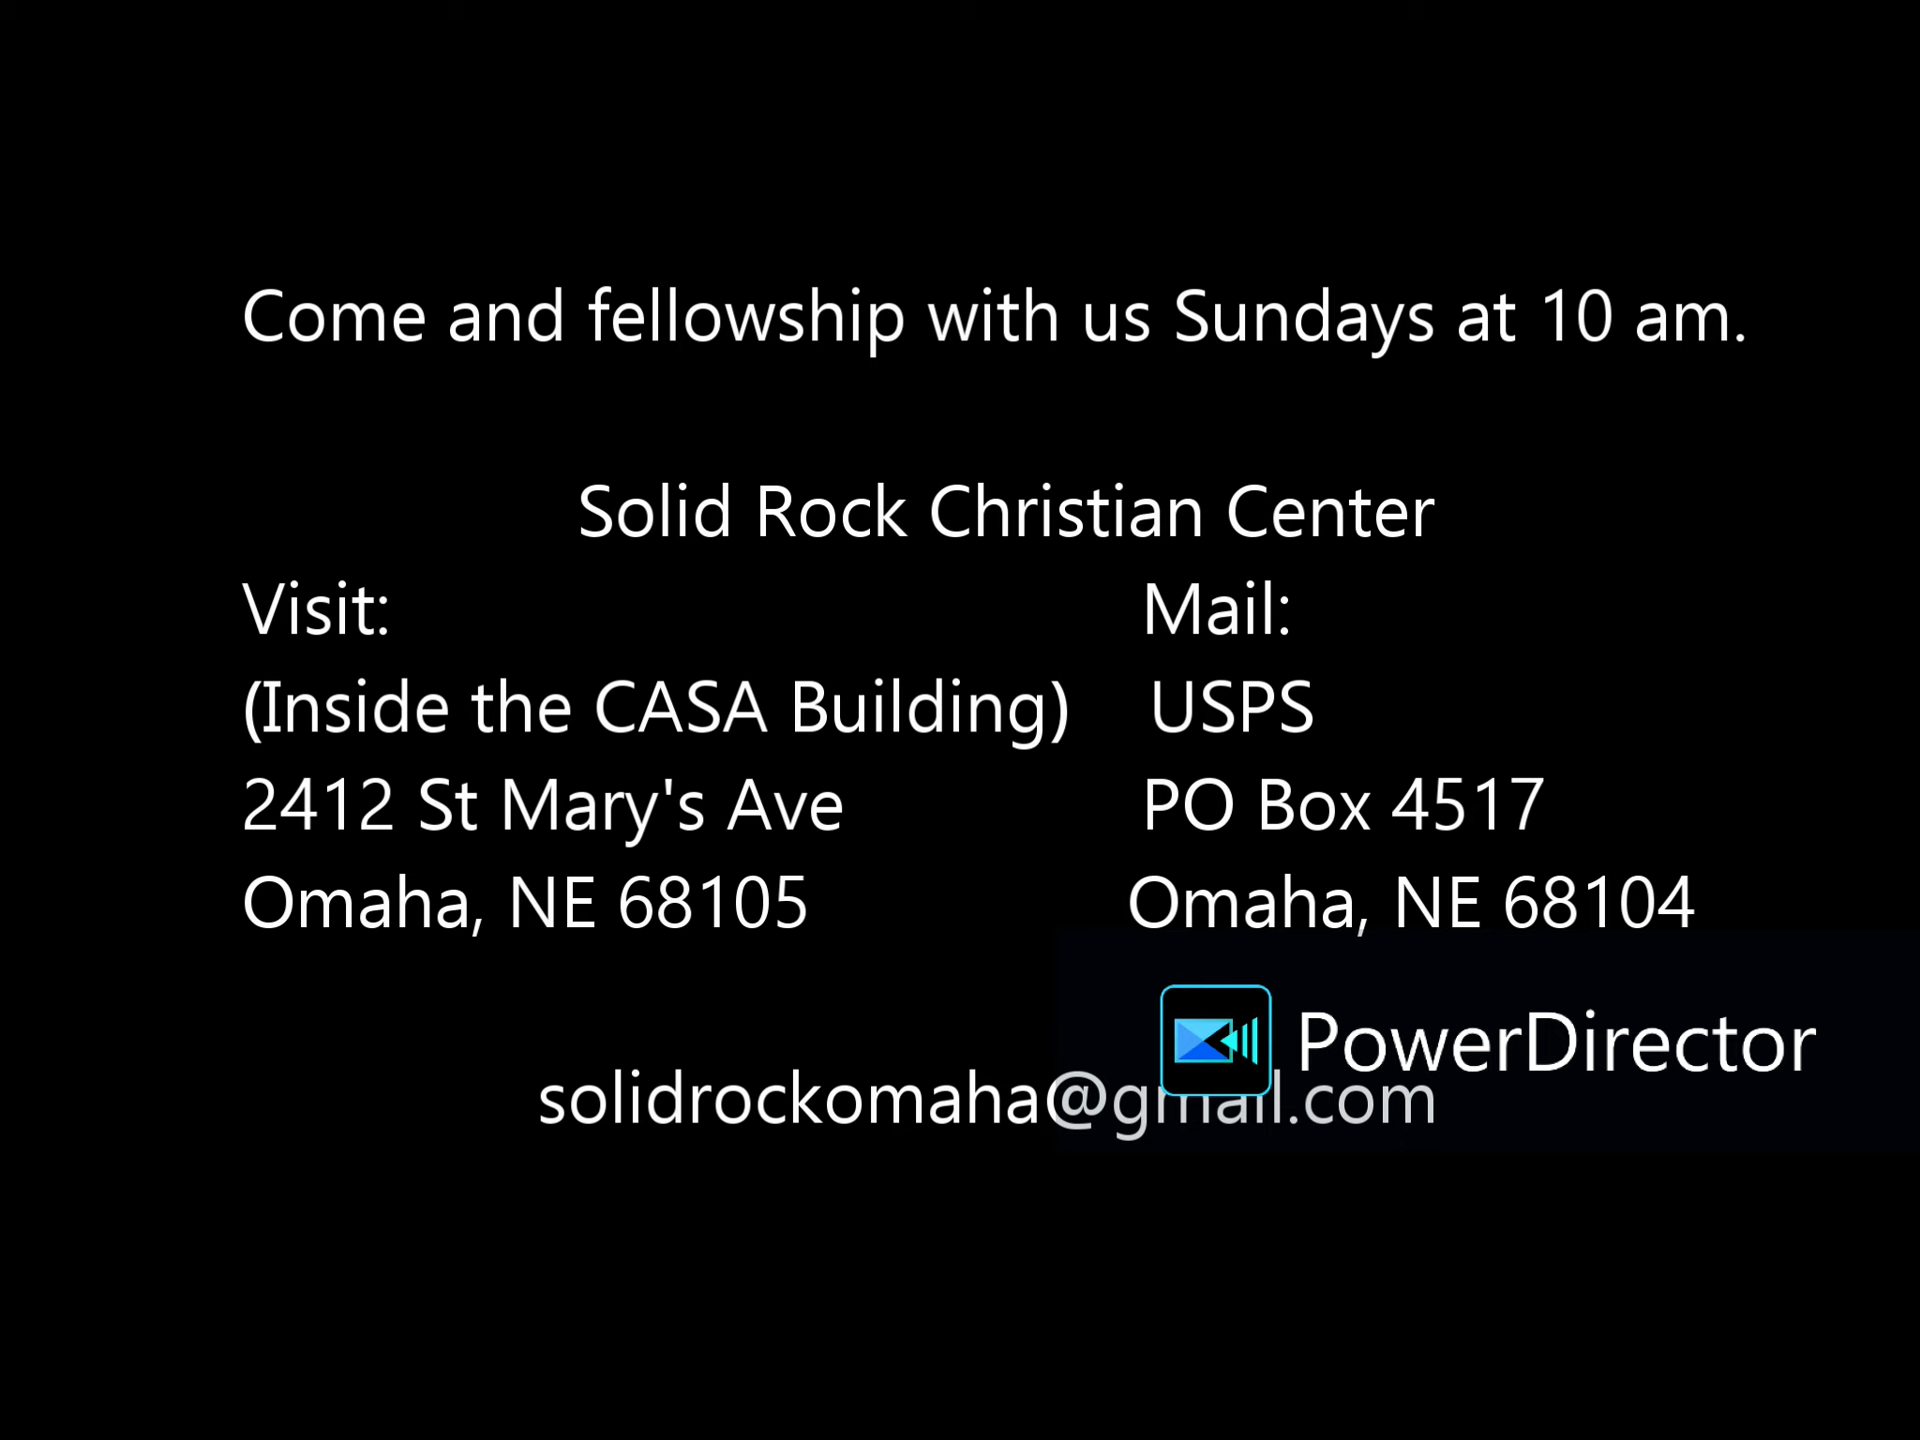 Come and fellowship with us Sundays at 10 am.
Solid Rock Christian Center
Visit: Mail:
(Inside the CASA Building) USPS
2412 St Mary's Ave PO Box 4517
Omaha, NE 68105 Omaha, NE 68104
PowerDirector
solidrockomaha@gmail.com